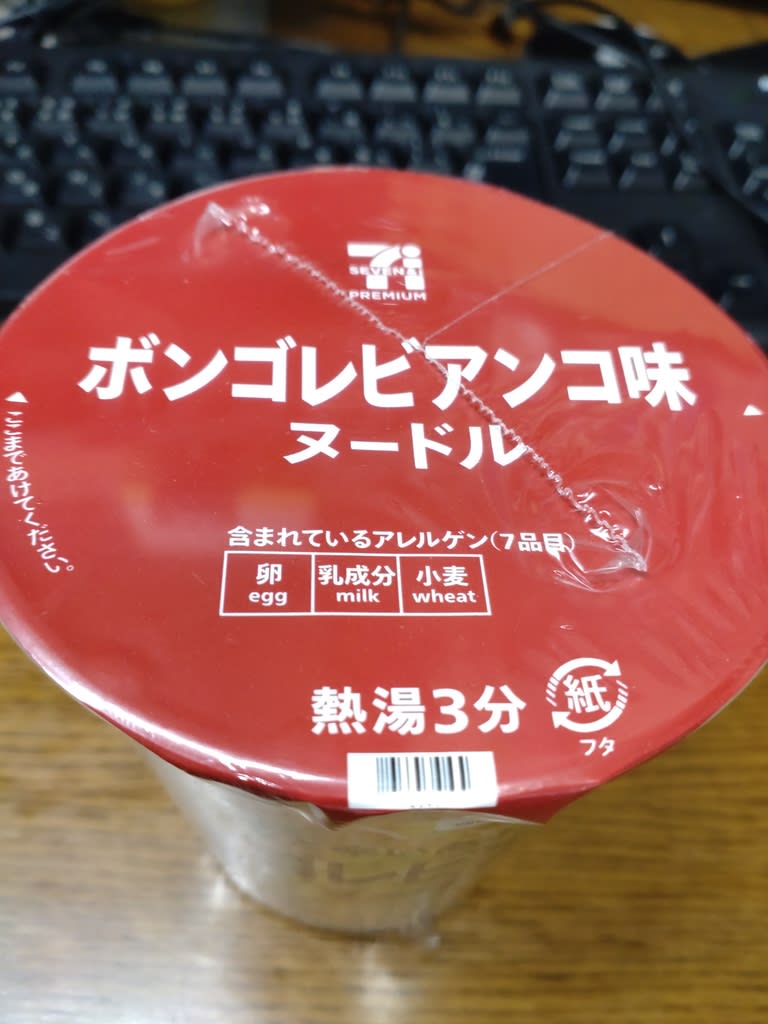 SEVEN&i
PREMIUM
ボンゴレビアンコ味
ヌードル
ここまであけてください。
含まれているアレルゲン(7品目)
卵 乳成分 小麦
egg milk wheat
熱湯3分
紙
フタ